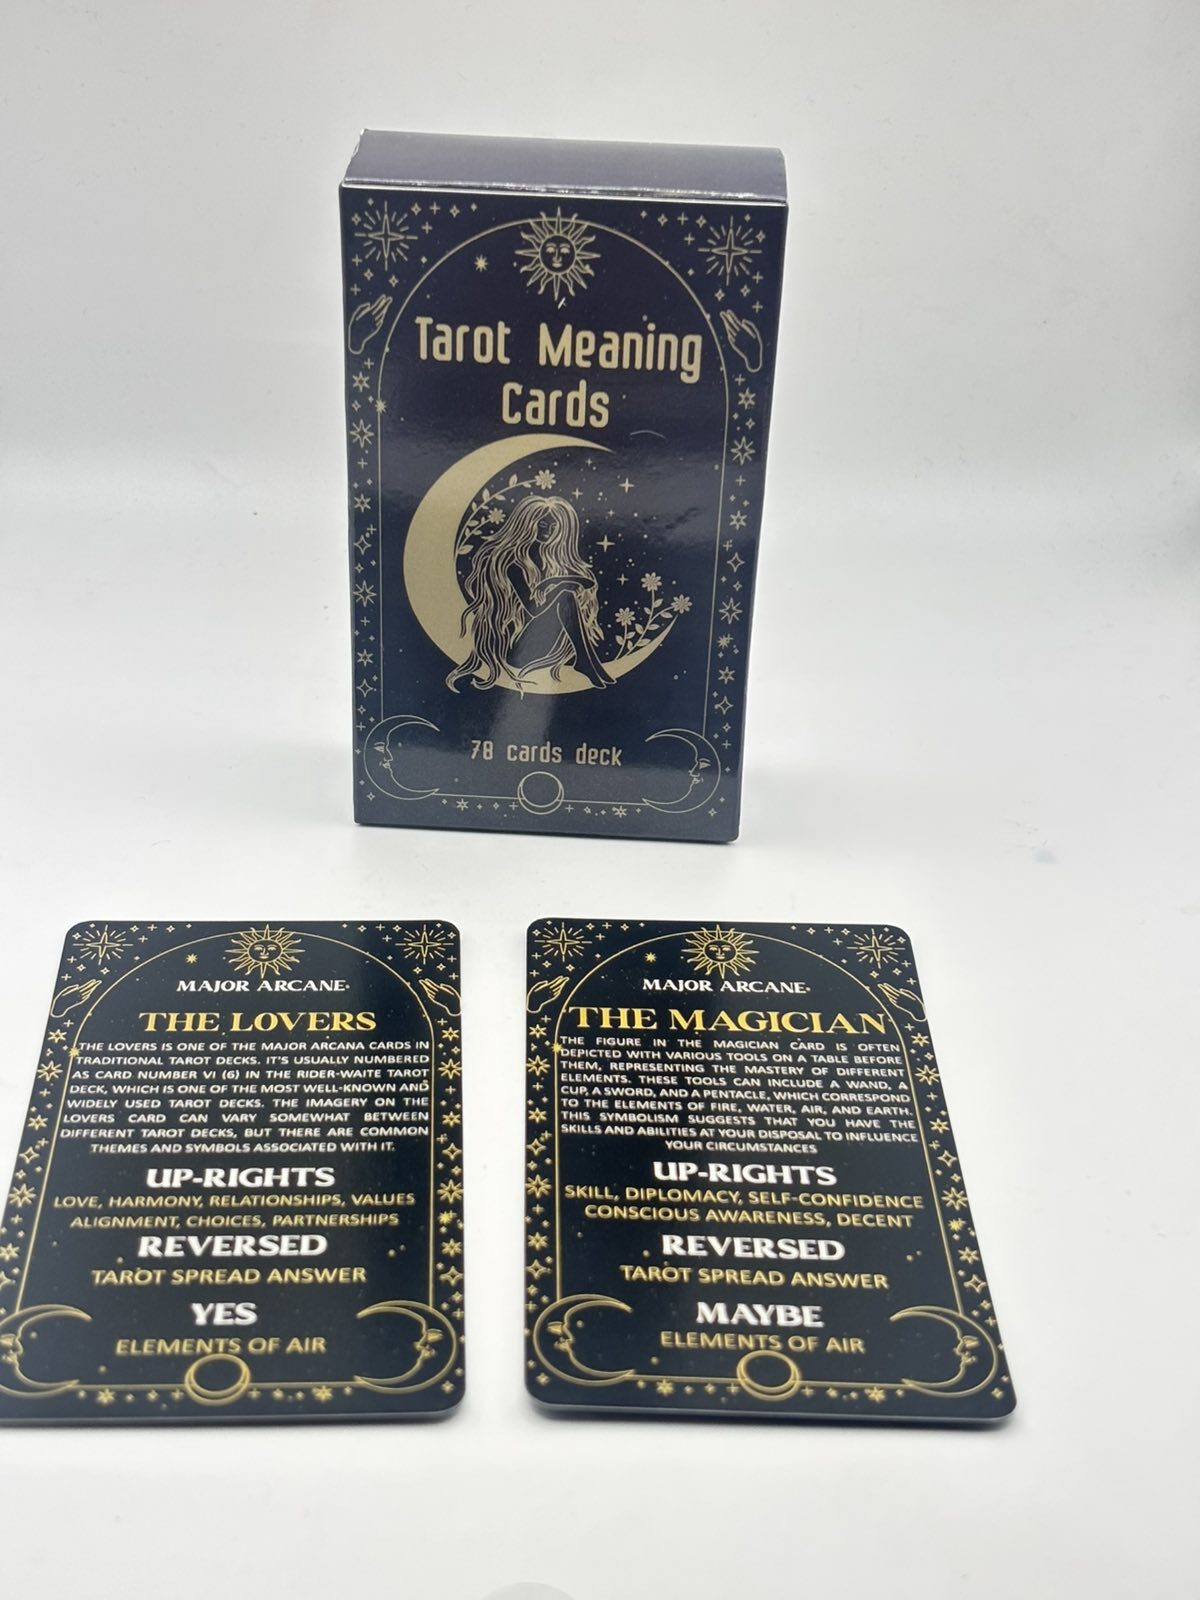 Tarot Meaning
Cards
78 cards deck
MAJOR ARCANE
THE LOVERS
THE LOVERS IS ONE OF THE MAJOR ARCANA CARDS IN
TRADITIONAL TAROT DECKS. IT'S USUALLY NUMBERED
AS CARD NUMBER VI (6) IN THE RIDER-WAITE TAROT
DECK, WHICH IS ONE OF THE MOST WELL-KNOWN AND
WIDELY USED TAROT DECKS. THE IMAGERY ON THE
LOVERS CARD CAN VARY SOMEWHAT BETWEEN
DIFFERENT TAROT DECKS, BUT THERE ARE COMMON
THEMES AND SYMBOLS ASSOCIATED WITH IT.
UP-RIGHTS
LOVE, HARMONY, RELATIONSHIPS, VALUES
ALIGNMENT, CHOICES, PARTNERSHIPS
REVERSED
TAROT SPREAD ANSWER
YES
ELEMENTS OF AIR
MAJOR ARCANE
THE MAGICIAN
THE FIGURE IN THE MAGICIAN CARD IS OFTEN
DEPICTED WITH VARIOUS TOOLS ON A TABLE BEFORE
THEM, REPRESENTING THE MASTERY OF DIFFERENT
ELEMENTS. THESE TOOLS CAN INCLUDE A WAND, A
CUP, A SWORD, AND A PENTACLE, WHICH CORRESPOND
TO THE ELEMENTS OF FIRE, WATER, AIR, AND EARTH.
THIS SYMBOLISM SUGGESTS THAT YOU HAVE THE
SKILLS AND ABILITIES AT YOUR DISPOSAL TO INFLUENCE
YOUR CIRCUMSTANCES
UP-RIGHTS
SKILL, DIPLOMACY, SELF-CONFIDENCE
CONSCIOUS AWARENESS, DECENT
REVERSED
TAROT SPREAD ANSWER
MAYBE
ELEMENTS OF AIR